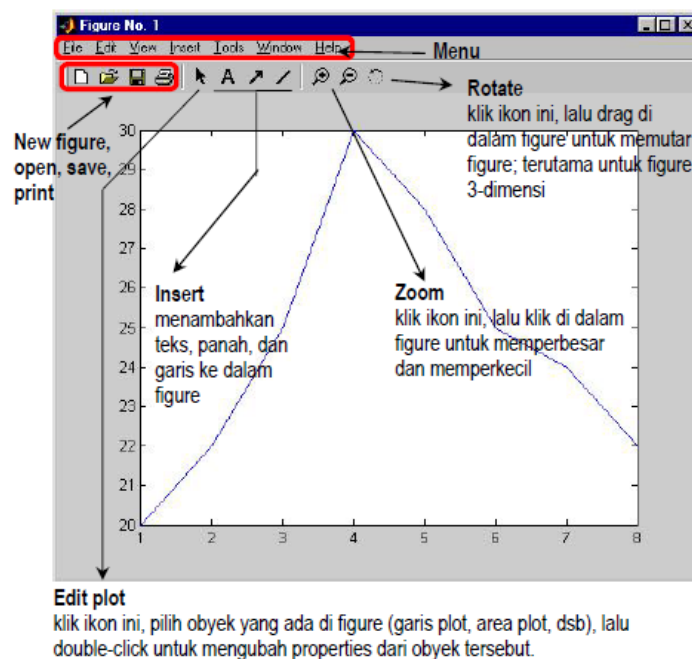 Figure No. 1
File Edit View Insert Tools Window Help
Menu
A
Rotate
klik ikon ini, lalu drag di
dalam figure untuk memutar
figure; terutama untuk figure
3-dimensi
New figure,
open, save,
print
30
29
28
27
26
25
24
23
22
21
20
Insert
menambahkan
teks, panah, dan
garis ke dalam
figure
Zoom
klik ikon ini, lalu klik di dalam
figure untuk memperbesar
dan memperkecil
1 2 3 4 5 6 7 8
Edit plot
klik ikon ini, pilih obyek yang ada di figure (garis plot, area plot, dsb), lalu
double-click untuk mengubah properties dari obyek tersebut.